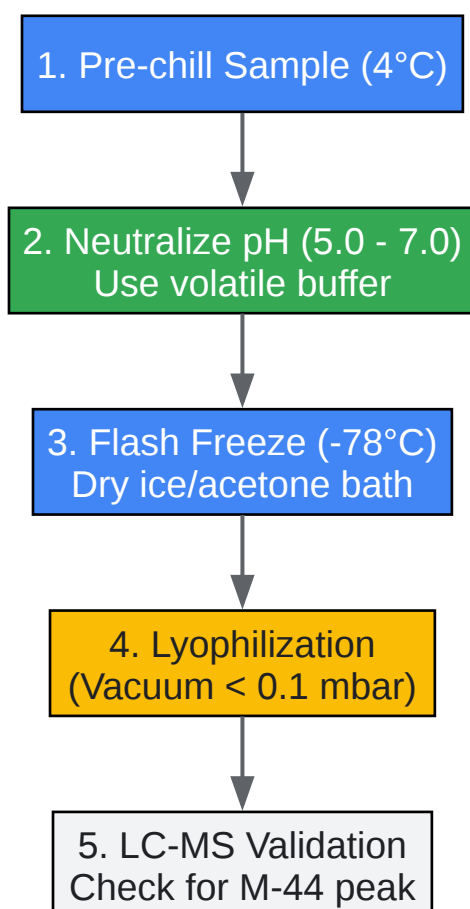 1. Pre-chill Sample (4°C)
2. Neutralize pH (5.0 - 7.0)
Use volatile buffer
3. Flash Freeze (-78°C)
Dry ice/acetone bath
4. Lyophilization
(Vacuum < 0.1 mbar)
5. LC-MS Validation
Check for M-44 peak